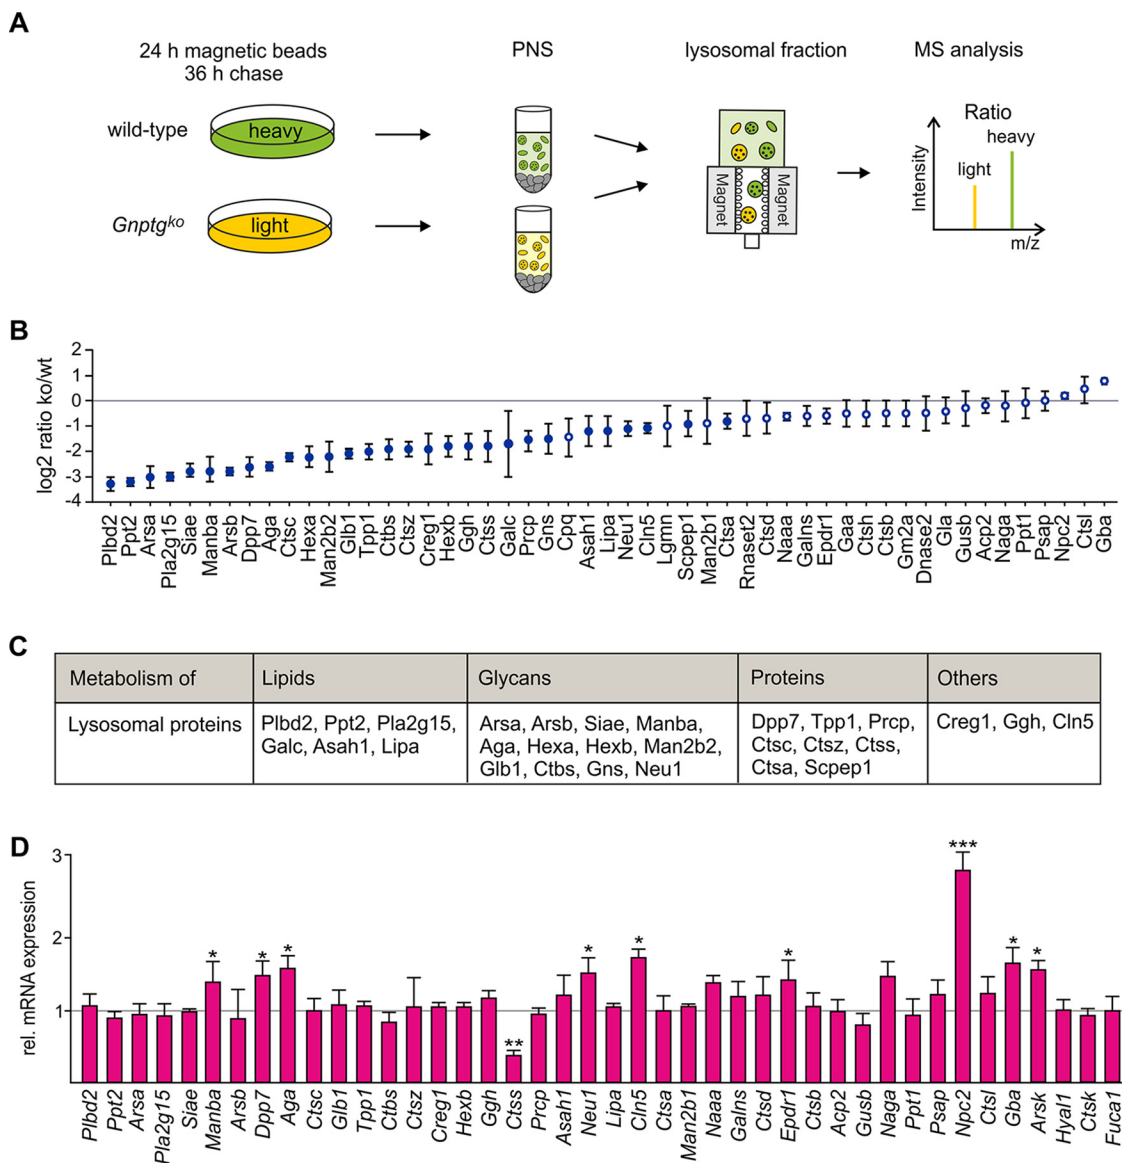 A
24 h magnetic beads
36 h chase
PNS
lysosomal fraction
MS analysis
wild-type
heavy
Gnptgko
light
Magnet
Magnet
Ratio
heavy
light
Intensity
m/z
B
log2 ratio ko/wt
2
1
0
-1
-2
-3
-4
Plbd2
Ppt2
Arsa
Pla2g15
Siae
Manba
Arsb
Dpp7
Aga
Ctsc
Hexa
Man2b2
Glb1
Tpp1
Ctbs
Ctsz
Creg1
Hexb
Ggh
Ctss
Galc
Prcp
Gns
Cpq
Asah1
Lipa
Neu1
Cln5
Lgmn
Scpep1
Man2b1
Ctsa
Rnaset2
Ctsd
Naaa
Galns
Epdr1
Gaa
Ctsh
Ctsb
Gm2a
Dnase2
Gla
Gusb
Acp2
Naga
Ppt1
Psap
Npc2
Ctsl
Gba
C
Metabolism of Lipids Glycans Proteins Others
Lysosomal proteins Plbd2, Ppt2, Pla2g15, Arsa, Arsb, Siae, Manba, Dpp7, Tpp1, Prcp, Creg1, Ggh, Cln5
Galc, Asah1, Lipa Aga, Hexa, Hexb, Man2b2, Ctsc, Ctsz, Ctss,
Glb1, Ctbs, Gns, Neu1 Ctsa, Scpep1
D
rel. mRNA expression
3
2
1
*
*
*
**
*
*
*
***
*
*
Plbd2
Ppt2
Arsa
Pla2g15
Siae
Manba
Arsb
Dpp7
Aga
Ctsc
Glb1
Tpp1
Ctbs
Ctsz
Creg1
Hexb
Ggh
Ctss
Prcp
Asah1
Neu1
Lipa
Cln5
Ctsa
Man2b1
Naaa
Galns
Ctsd
Epdr1
Ctsb
Acp2
Gusb
Naga
Ppt1
Psap
Npc2
Ctsl
Gba
Arsk
Hyal1
Ctsk
Fuca1